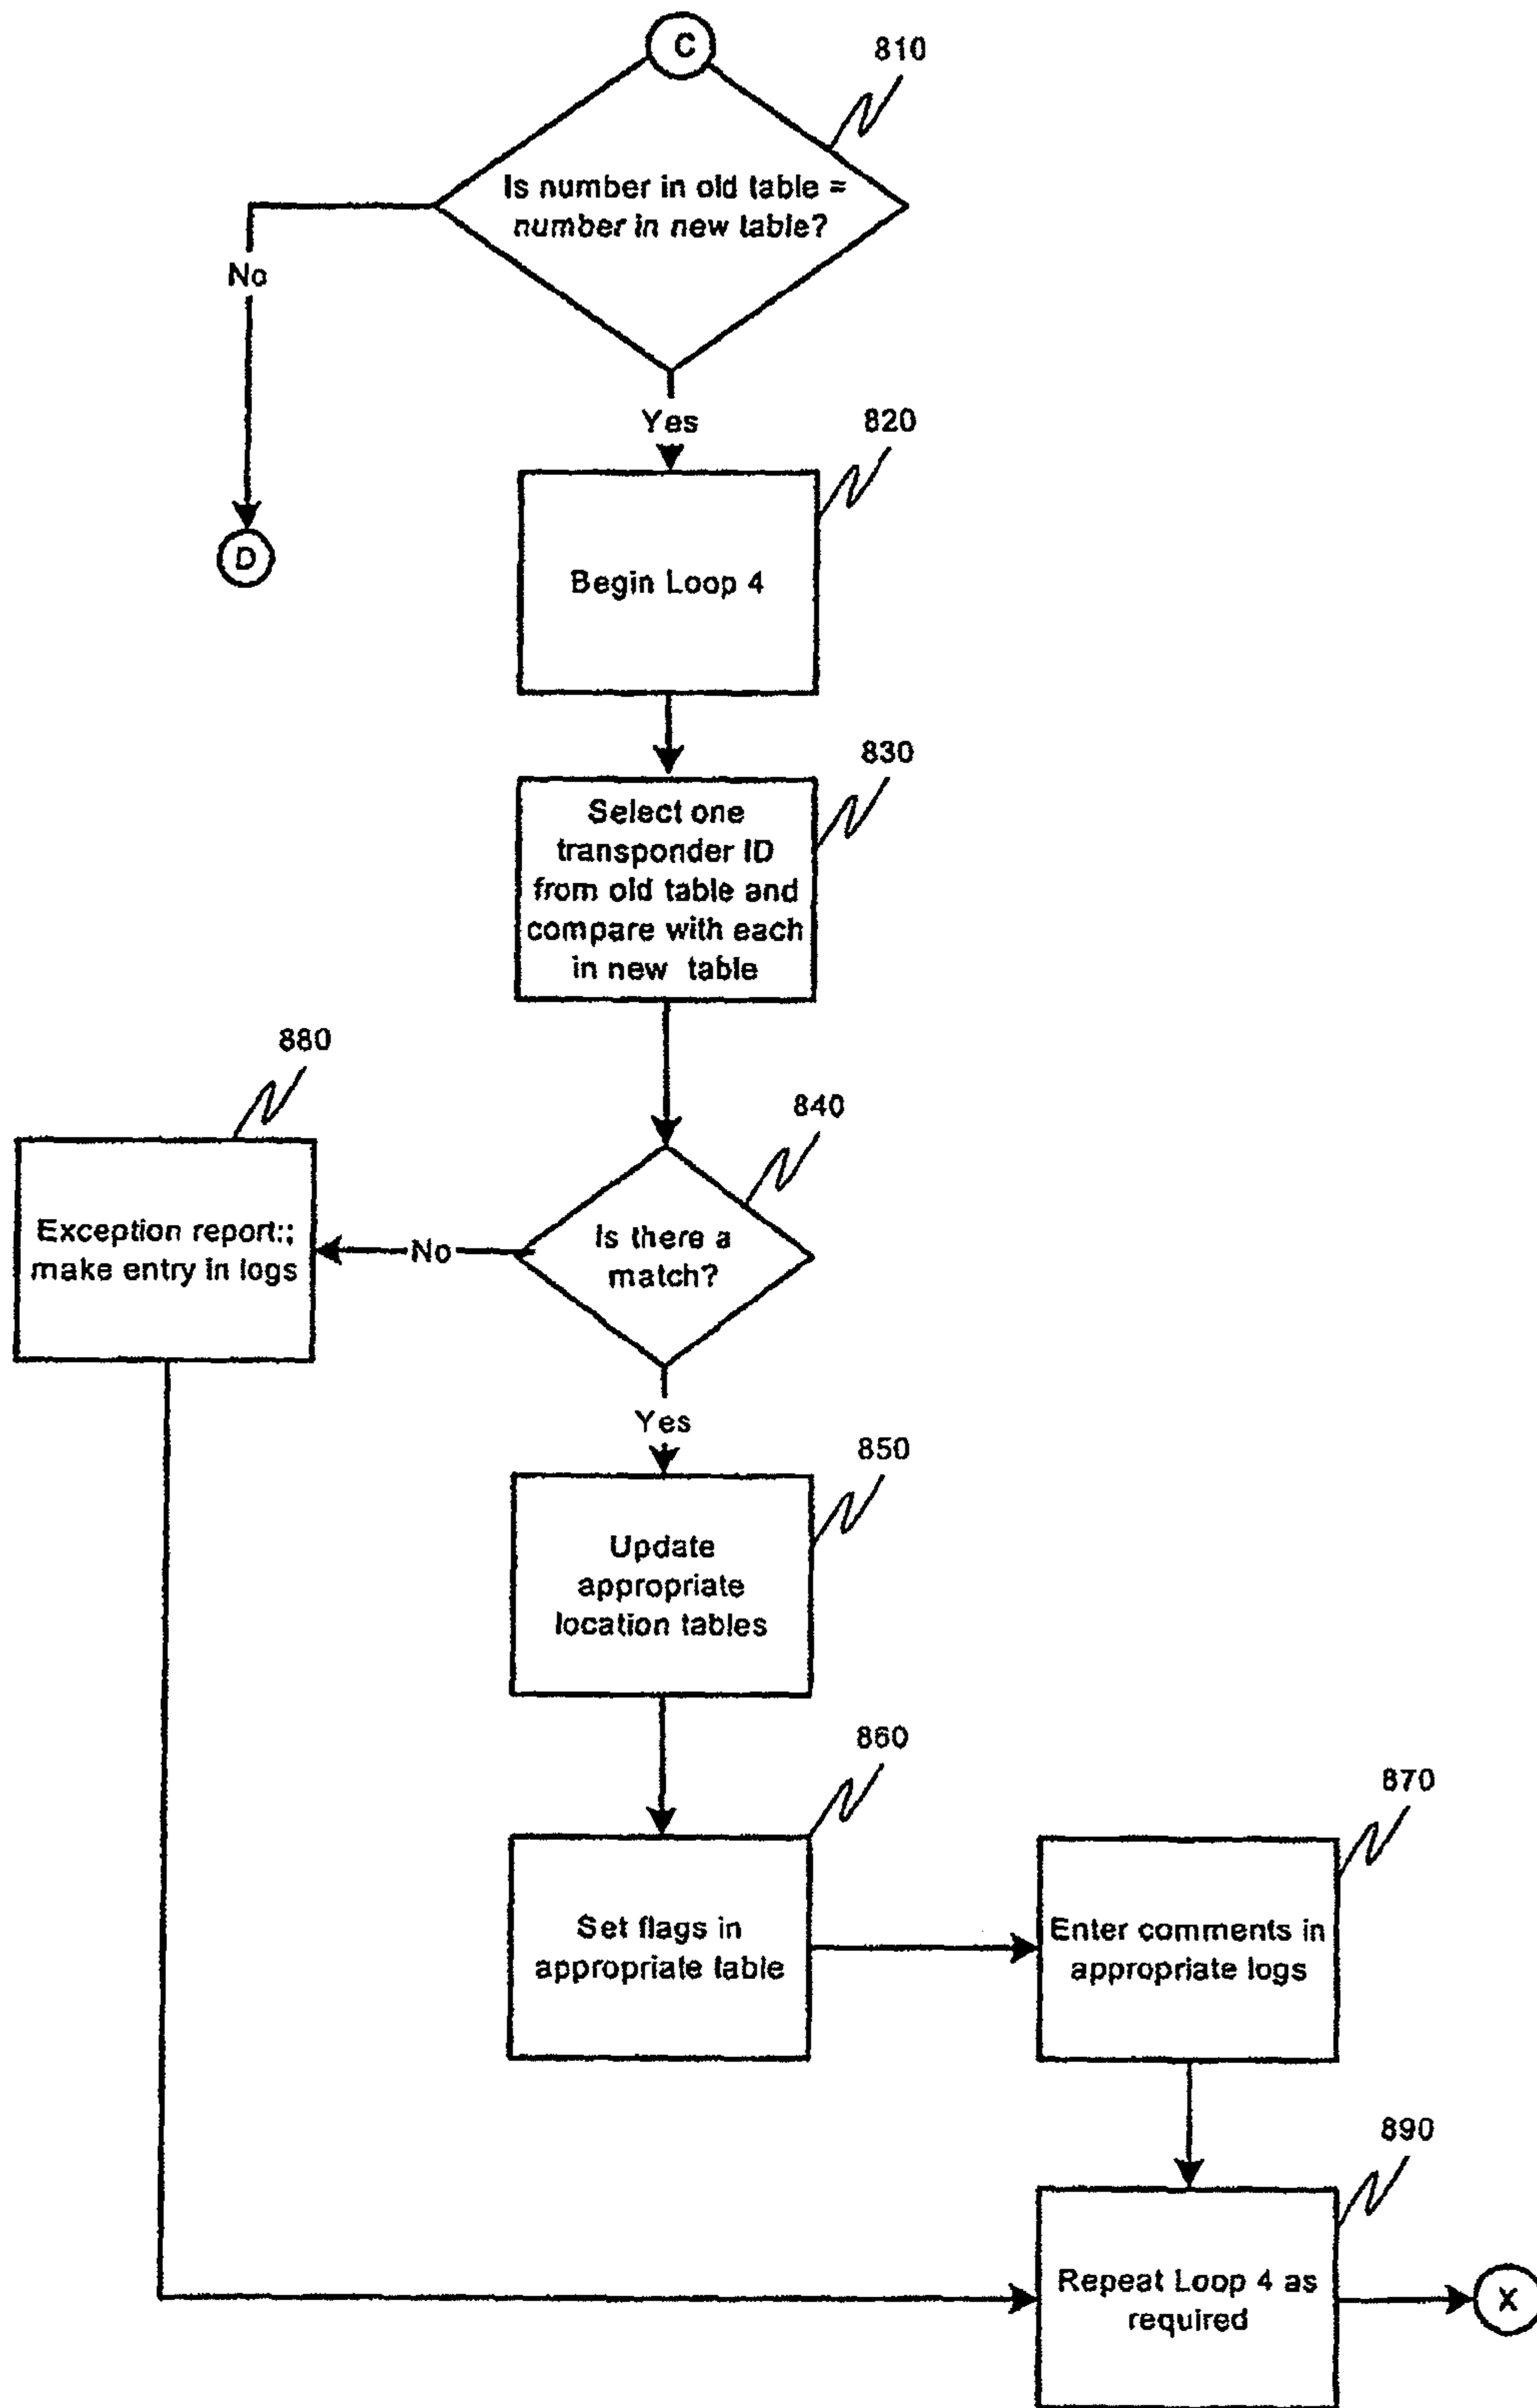 C
810
Is number in old table =
number in new table?
No
Yes
D
820
Begin Loop 4
830
Select one
transponder ID
from old table and
compare with each
in new table
880
840
Exception report:;
make entry in logs
No
Is there a
match?
Yes
850
Update
appropriate
location tables
860
870
Set flags in
appropriate table
Enter comments in
appropriate logs
890
Repeat Loop 4 as
required
X